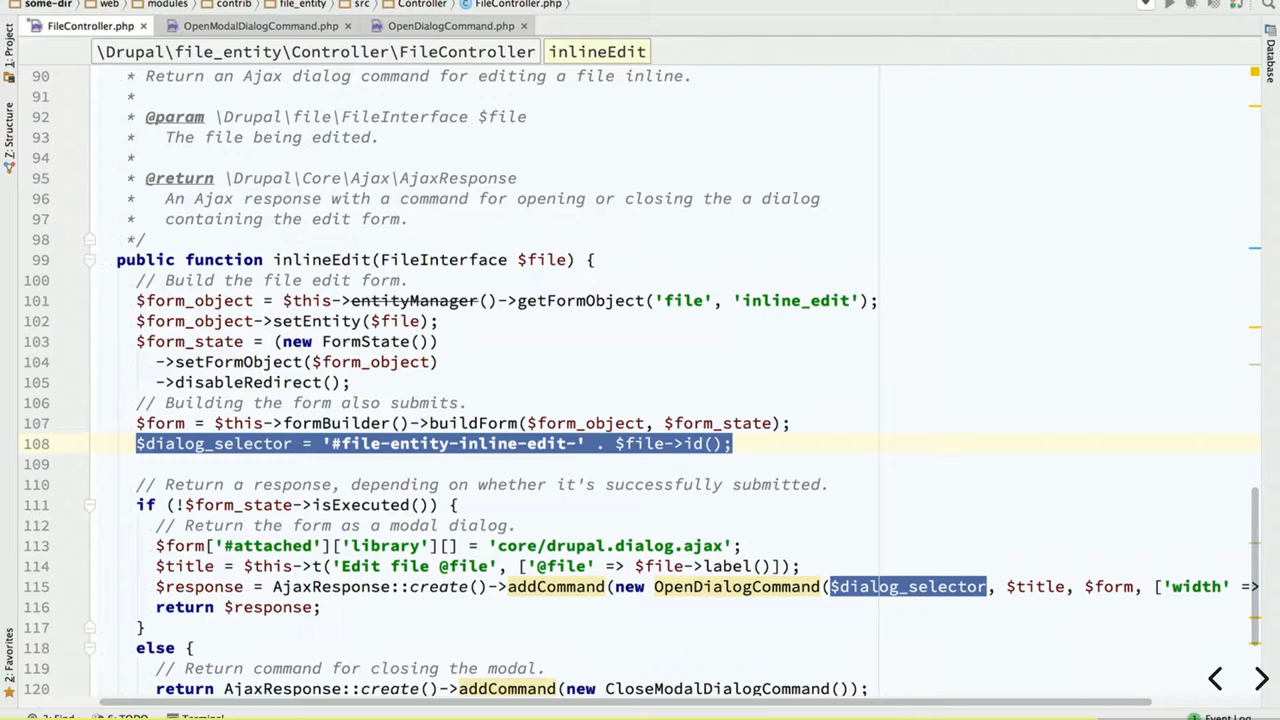 some-dir web modules contrib file_entity src Controller FileController.php
FileController.php OpenModalDialogCommand.php OpenDialogCommand.php
\Drupal\file_entity\Controller\FileController inlineEdit
1: Project
Z: Structure
2: Favorites
Database
90 * Return an Ajax dialog command for editing a file inline.
91 *
92 * @param \Drupal\file\FileInterface $file
93 *   The file being edited.
94 *
95 * @return \Drupal\Core\Ajax\AjaxResponse
96 *   An Ajax response with a command for opening or closing the a dialog
97 *   containing the edit form.
98 */
99 public function inlineEdit(FileInterface $file) {
100 // Build the file edit form.
101 $form_object = $this->entityManager()->getFormObject('file', 'inline_edit');
102 $form_object->setEntity($file);
103 $form_state = (new FormState())
104 ->setFormObject($form_object)
105 ->disableRedirect();
106 // Building the form also submits.
107 $form = $this->formBuilder()->buildForm($form_object, $form_state);
108 $dialog_selector = '#file-entity-inline-edit-' . $file->id();
109
110 // Return a response, depending on whether it's successfully submitted.
111 if (!$form_state->isExecuted()) {
112 // Return the form as a modal dialog.
113 $form['#attached']['library'][] = 'core/drupal.dialog.ajax';
114 $title = $this->t('Edit file @file', ['@file' => $file->label()]);
115 $response = AjaxResponse::create()->addCommand(new OpenDialogCommand($dialog_selector, $title, $form, ['width' =>
116 return $response;
117 }
118 else {
119 // Return command for closing the modal.
120 return AjaxResponse::create()->addCommand(new CloseModalDialogCommand());
3: Find 6: TODO Terminal 1 Event Log